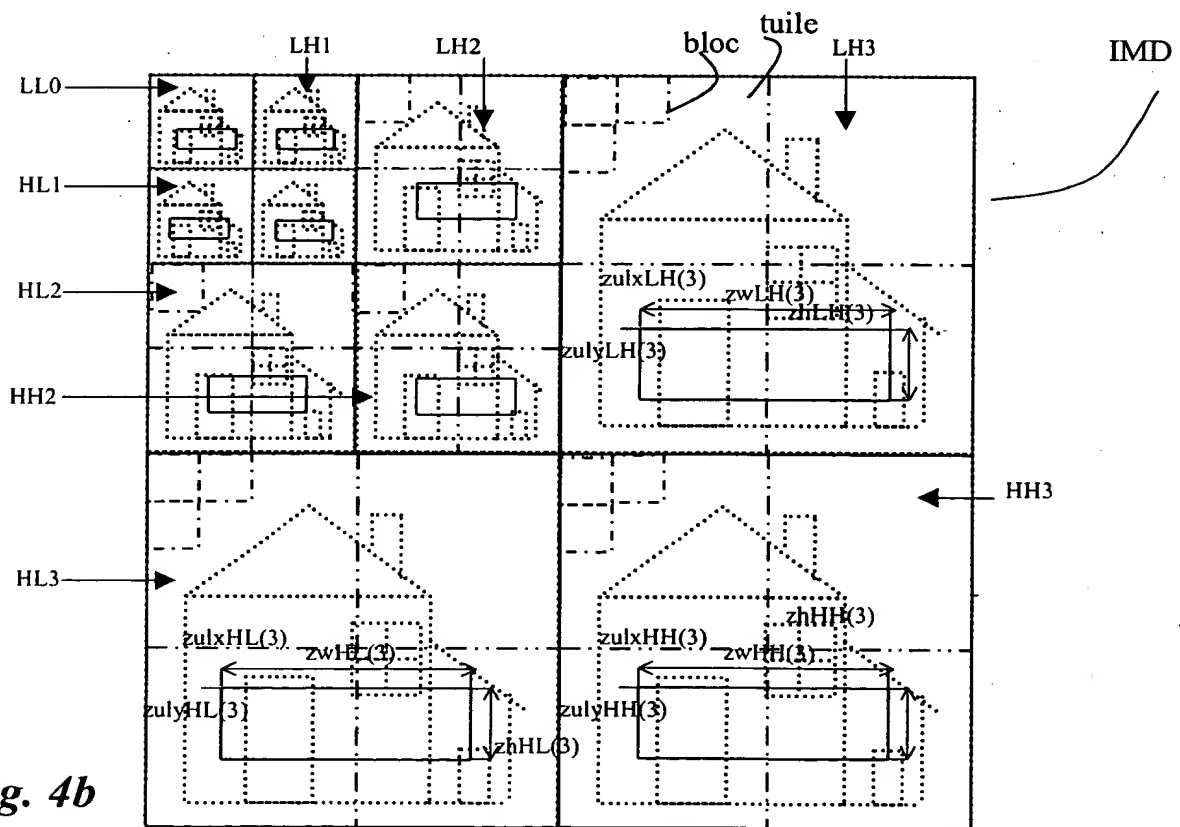 tuile
bloc
LH1
LH2
LH3
IMD
LL0
HL1
HL2
HH2
zulxLH(3)
zwLH(3)
zhLH(3)
zulyLH(3)
HH3
HL3
zulxHL(3)
zwHL(3)
zulyHL(3)
zhHL(3)
zhHH(3)
zulxHH(3)
zwHH(3)
zulyHH(3)
g. 4b